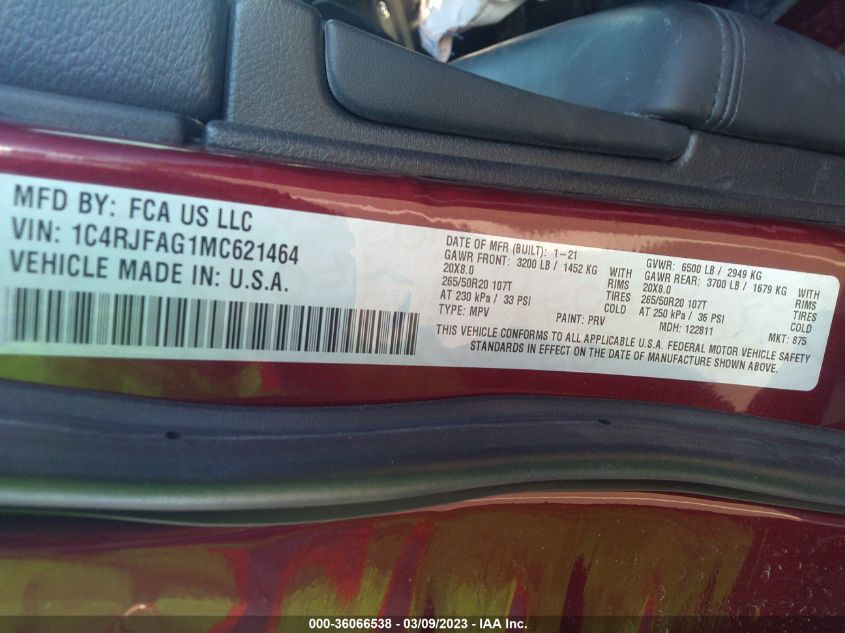 MFD BY: FCA US LLC
VIN: 1C4RJFAG1MC621464
VEHICLE MADE IN: U.S.A.
DATE OF MFR (BUILT): 1-21
GAWR FRONT: 3200 LB / 1452 KG WITH
20X8.0 RIMS
265/50R20 107T TIRES
AT 230 kPa / 33 PSI COLD
TYPE: MPV PAINT: PRV
GVWR: 6500 LB / 2949 KG
GAWR REAR: 3700 LB / 1679 KG WITH
20X8.0 RIMS
265/50R20 107T TIRES
AT 250 kPa / 36 PSI COLD
MDH: 122811 MKT: 875
THIS VEHICLE CONFORMS TO ALL APPLICABLE U.S.A. FEDERAL MOTOR VEHICLE SAFETY
STANDARDS IN EFFECT ON THE DATE OF MANUFACTURE SHOWN ABOVE.
000-36066538 - 03/09/2023 - IAA Inc.